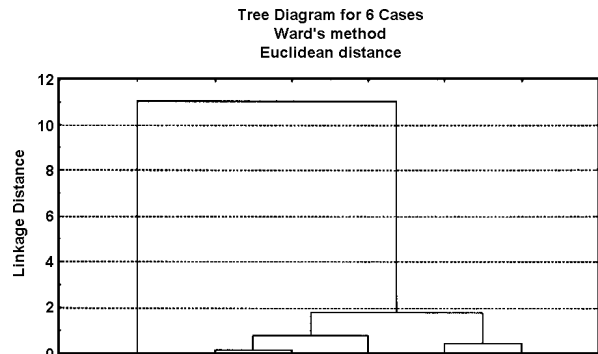 Tree Diagram for 6 Cases
Ward's method
Euclidean distance
12
10
8
6
4
2
0
Linkage Distance